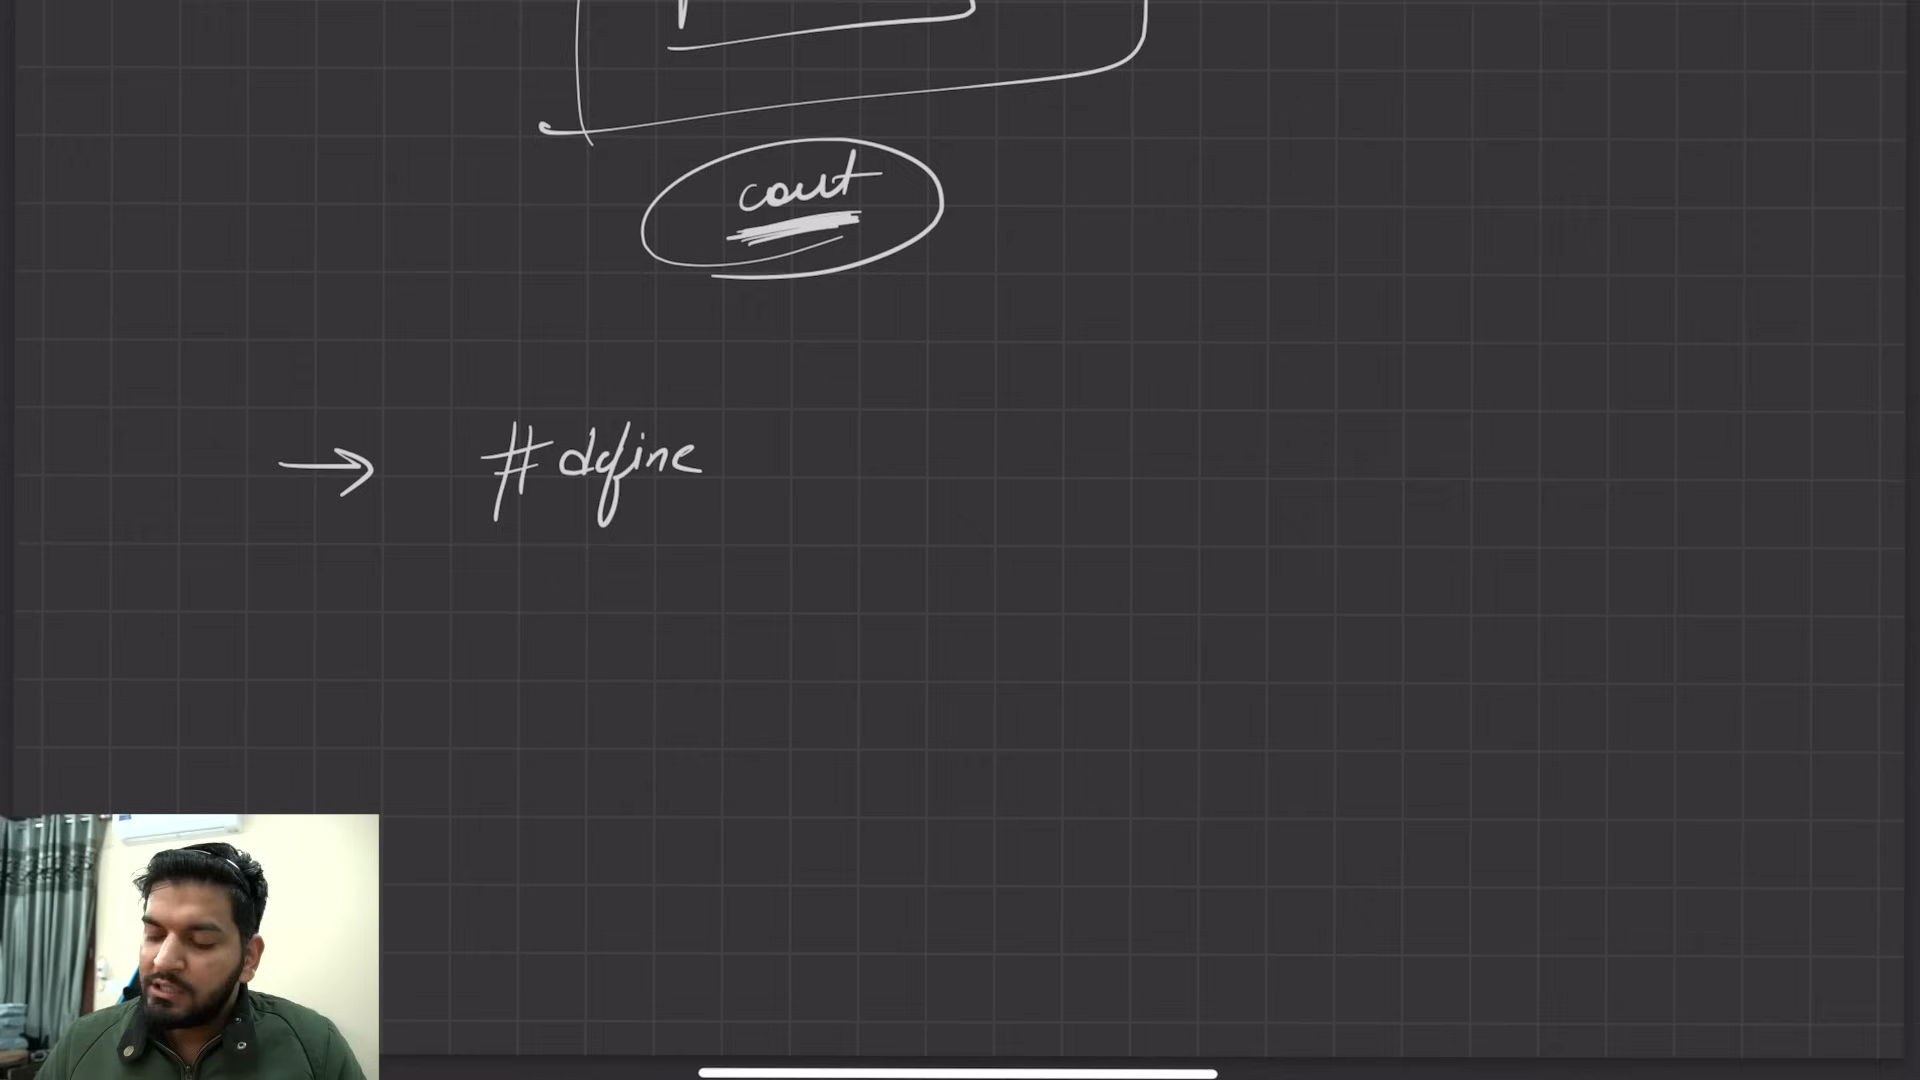 cout
→ #define